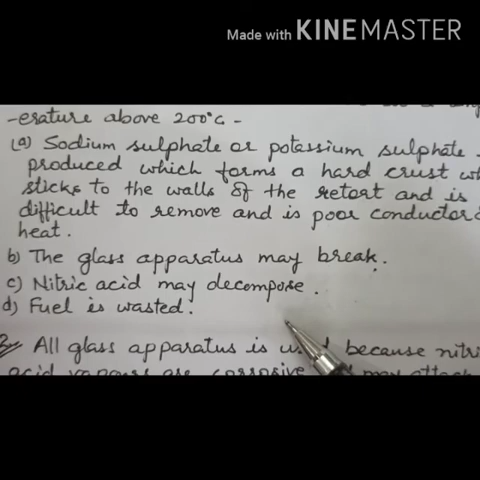 Made with KINEMASTER
-erature above 200°C -
(a) Sodium sulphate or potassium sulphate
produced which forms a hard crust
sticks to the walls of the retort and is
difficult to remove and is poor conductor
heat.
b) The glass apparatus may break.
c) Nitric acid may decompose.
d) Fuel is wasted.
All glass apparatus is because
acid vapours are corrosive may attack